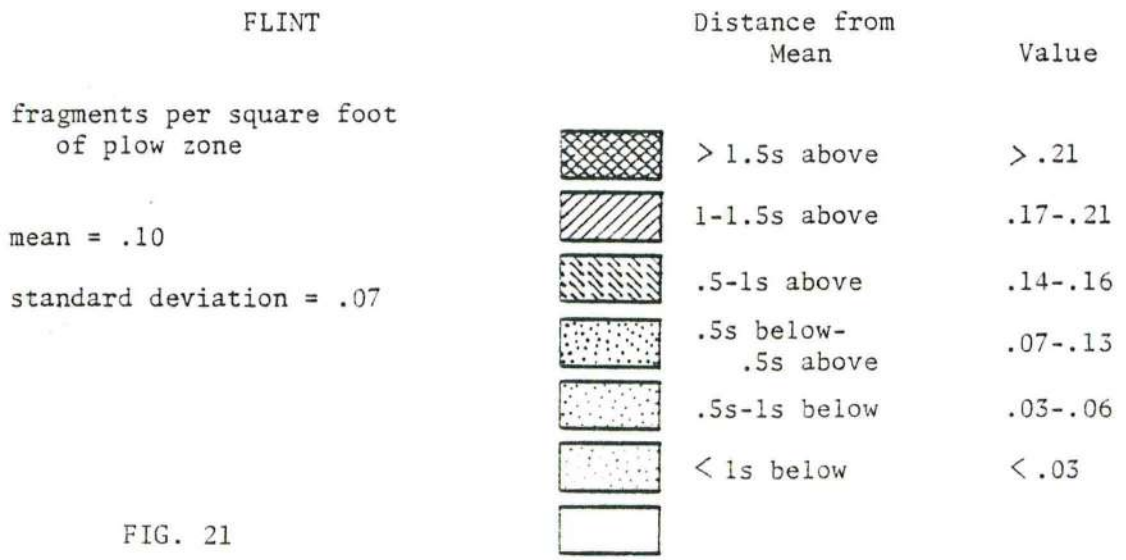 FLINT
fragments per square foot
of plow zone
mean = .10
standard deviation = .07
FIG. 21
Distance from
Mean Value
> 1.5s above > .21
1-1.5s above .17-.21
.5-1s above .14-.16
.5s below-
.5s above .07-.13
.5s-1s below .03-.06
< 1s below < .03